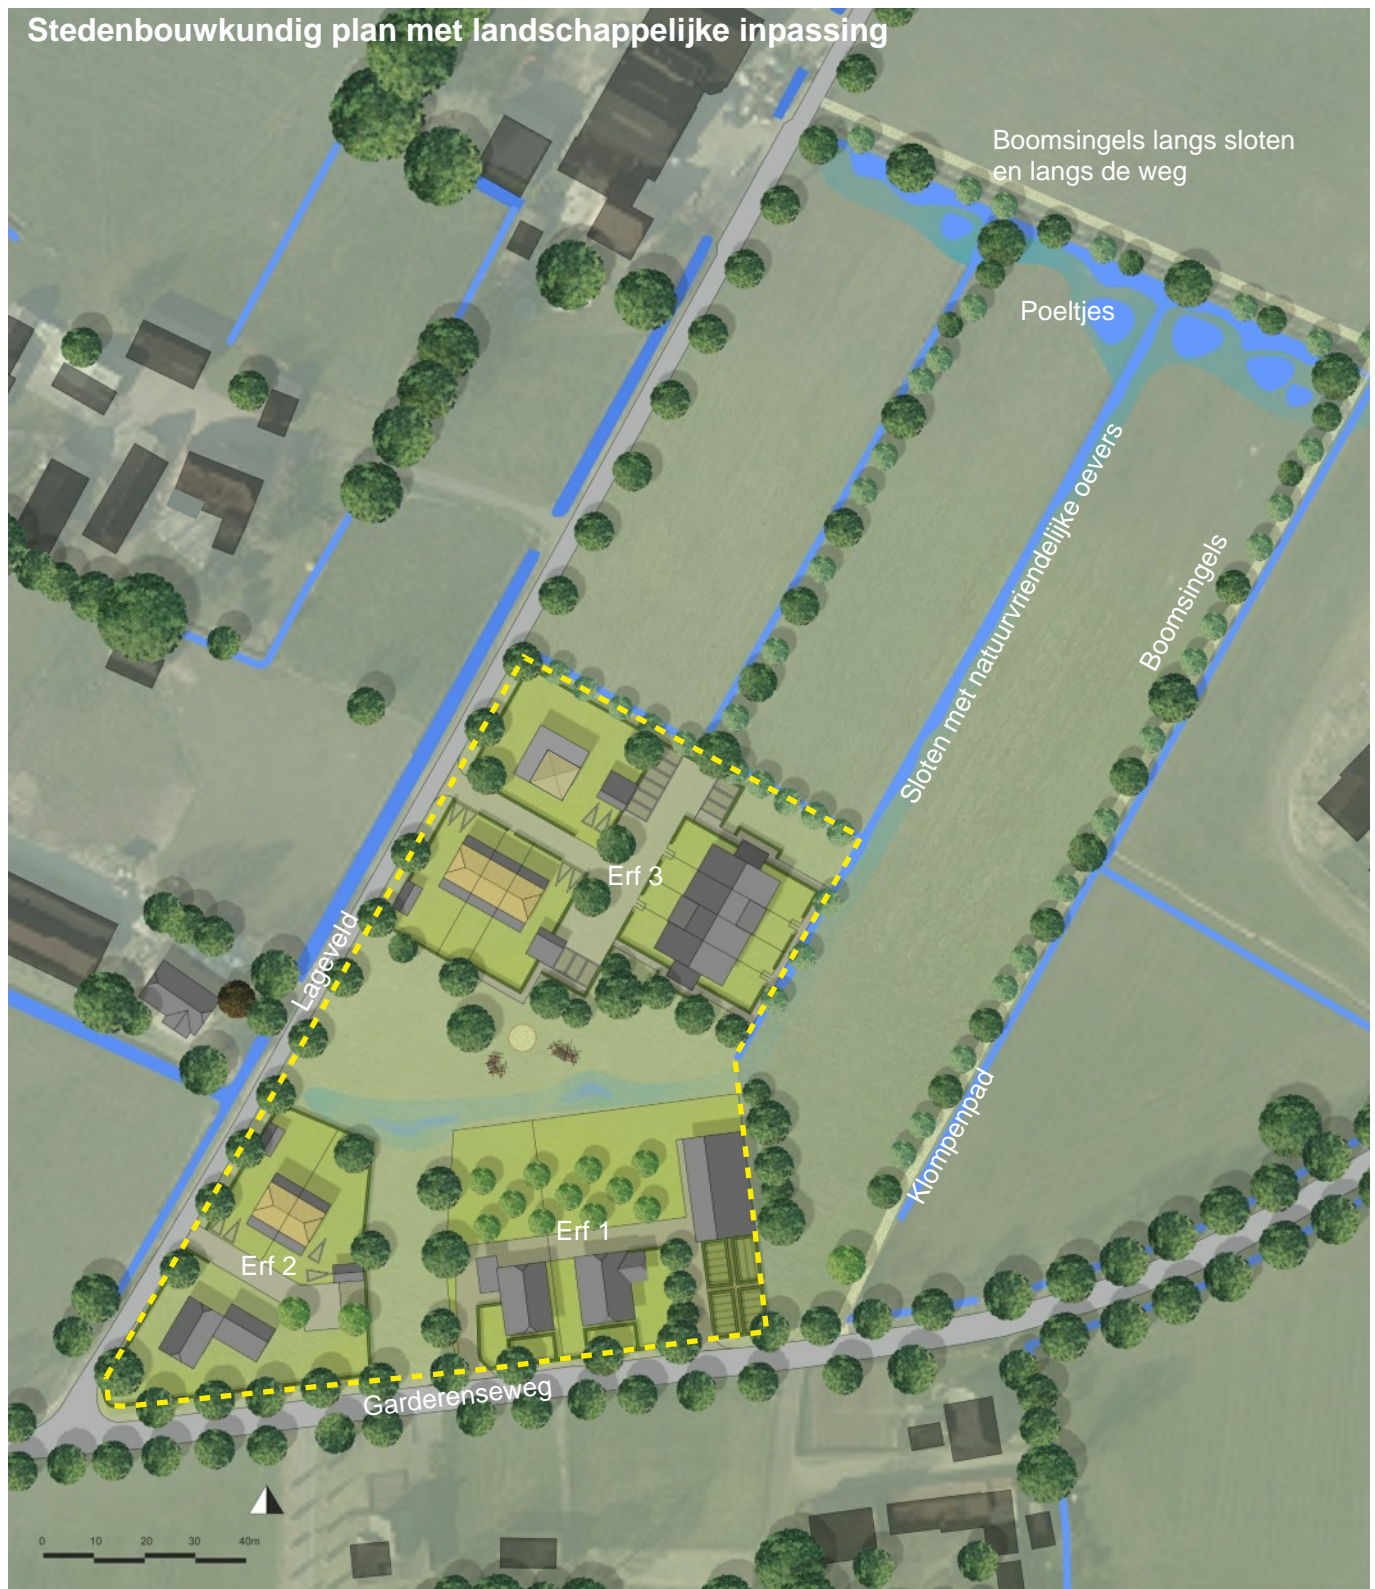 Stedenbouwkundig plan met landschappelijke inpassing
Boomsingels langs sloten
en langs de weg
Poeltjes
Sloten met natuurvriendelijke oevers
Boomsingels
Erf 3
Lageveld
Klompenpad
Erf 1
Erf 2
Garderenseweg
0 10 20 30 40m